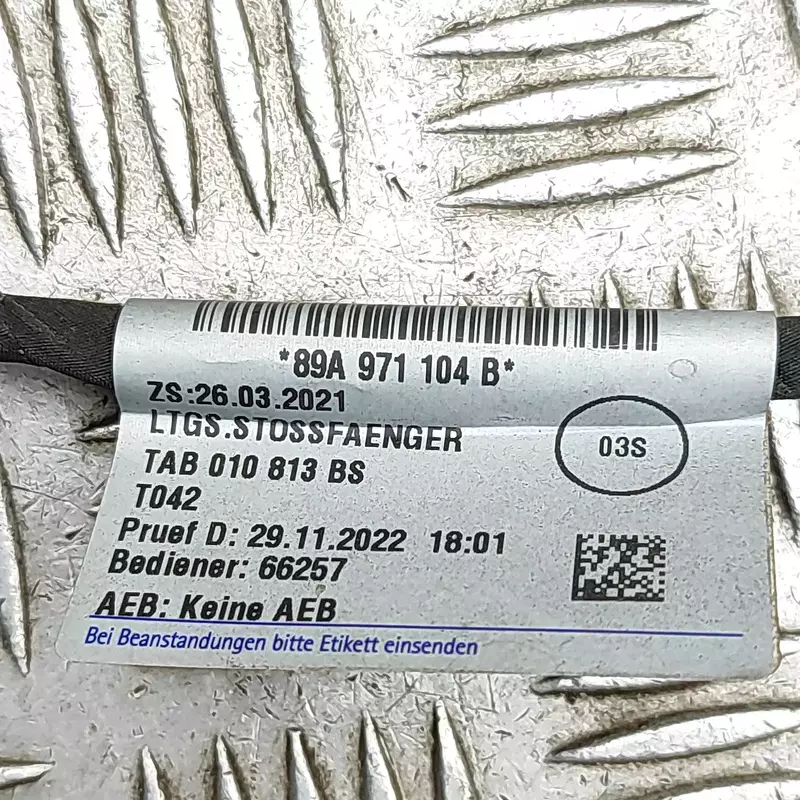 *89A 971 104 B*
ZS:26.03.2021
LTGS.STOSSFAENGER
03S
TAB 010 813 BS
T042
Pruef D: 29.11.2022 18:01
Bediener: 66257
AEB: Keine AEB
Bei Beanstandungen bitte Etikett einsenden